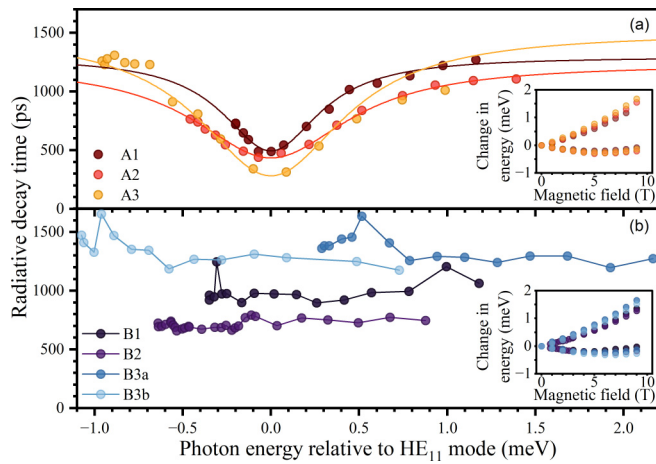 1500
1000
500
0
(a)
A1
A2
A3
Change in
energy (meV)
2
1
0
−1
0
5
10
Magnetic field (T)
Radiative decay time (ps)
1500
1000
500
0
(b)
B1
B2
B3a
B3b
Change in
energy (meV)
2
1
0
−1
0
5
10
Magnetic field (T)
−1.0
−0.5
0.0
0.5
1.0
1.5
2.0
Photon energy relative to HE₁₁ mode (meV)